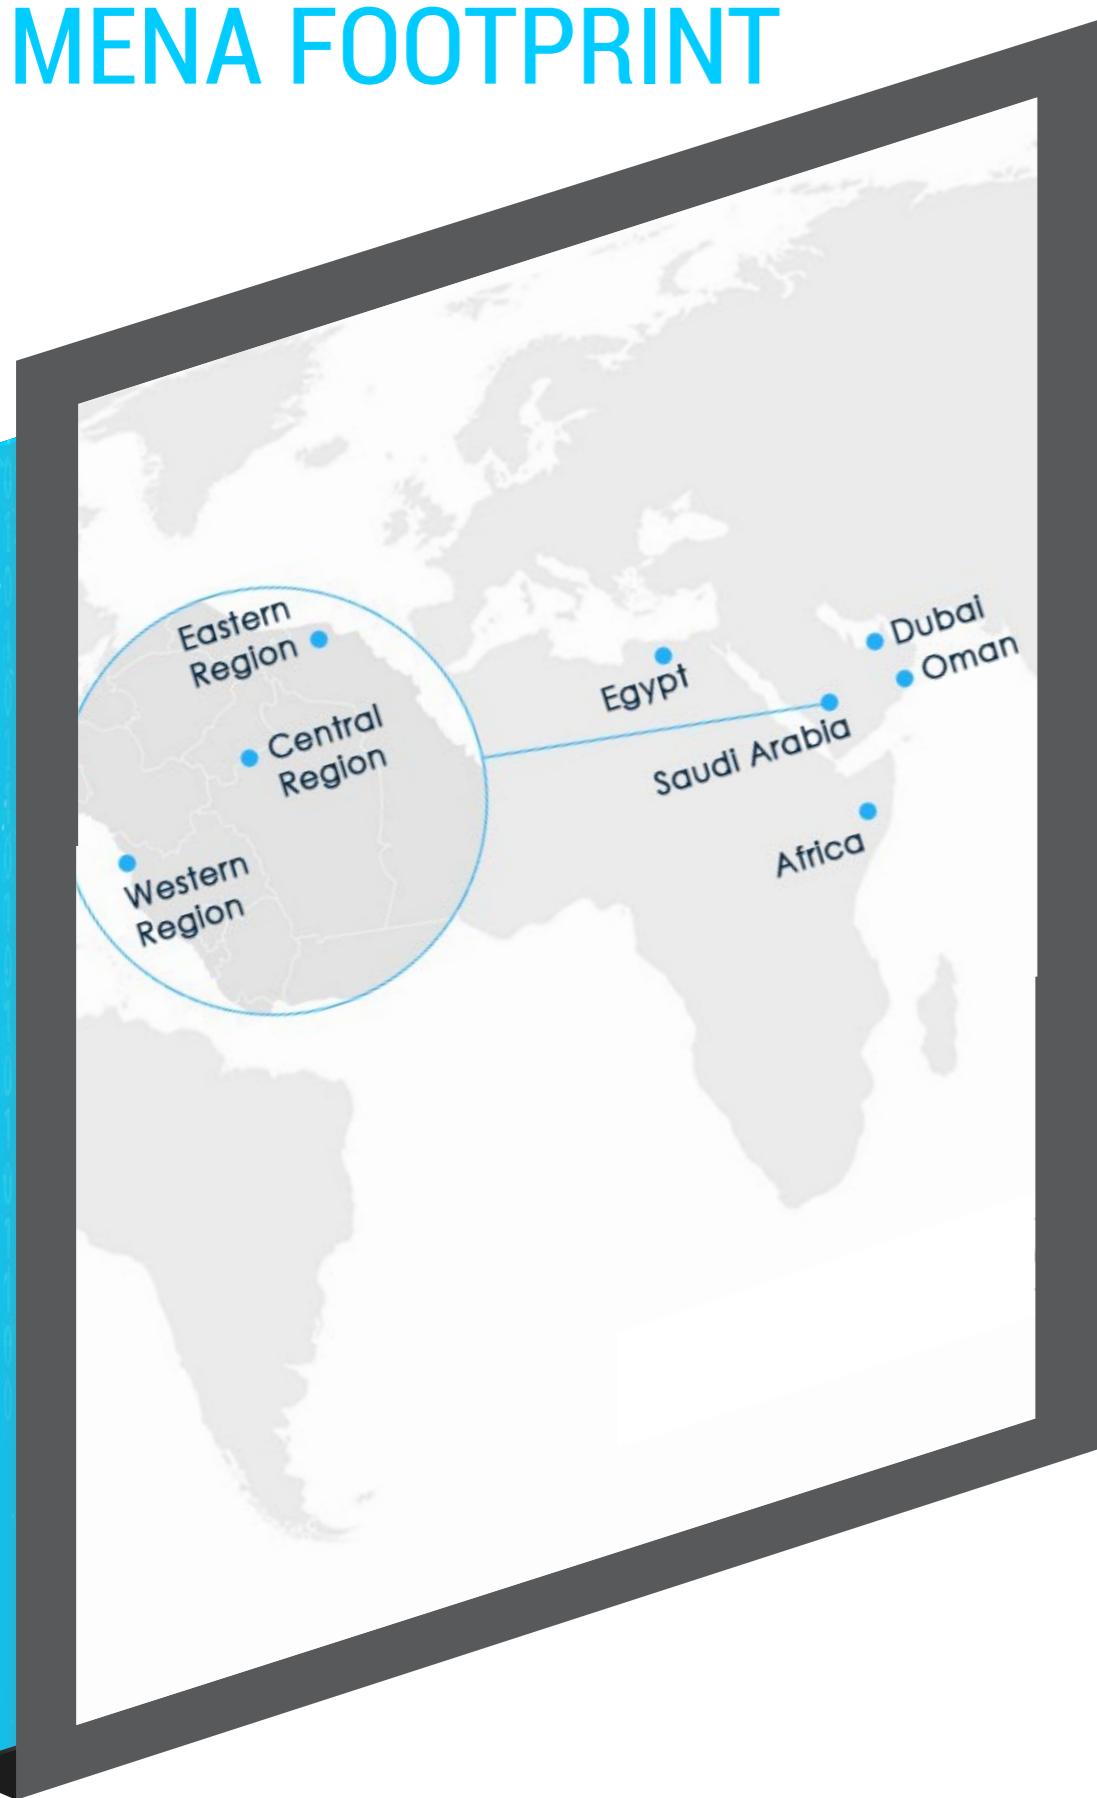 MENA FOOTPRINT
Eastern
Region
Central
Region
Western
Region
Egypt
Saudi Arabia
Dubai
Oman
Africa